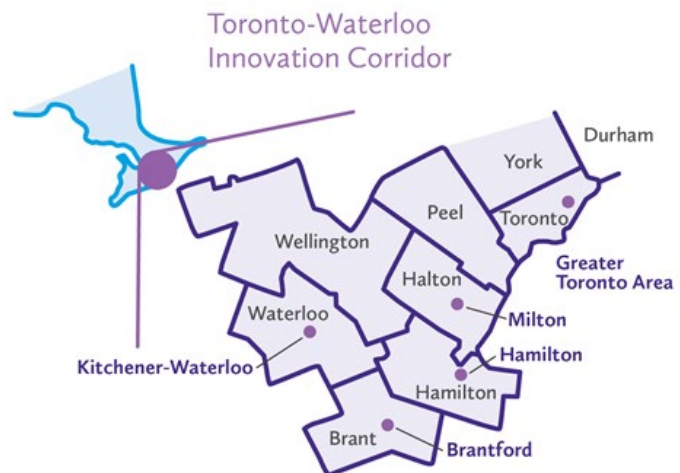 Toronto-Waterloo
Innovation Corridor
Durham
York
Peel
Toronto
Wellington
Greater
Toronto Area
Halton
Waterloo
Milton
Kitchener-Waterloo
Hamilton
Hamilton
Brant
Brantford